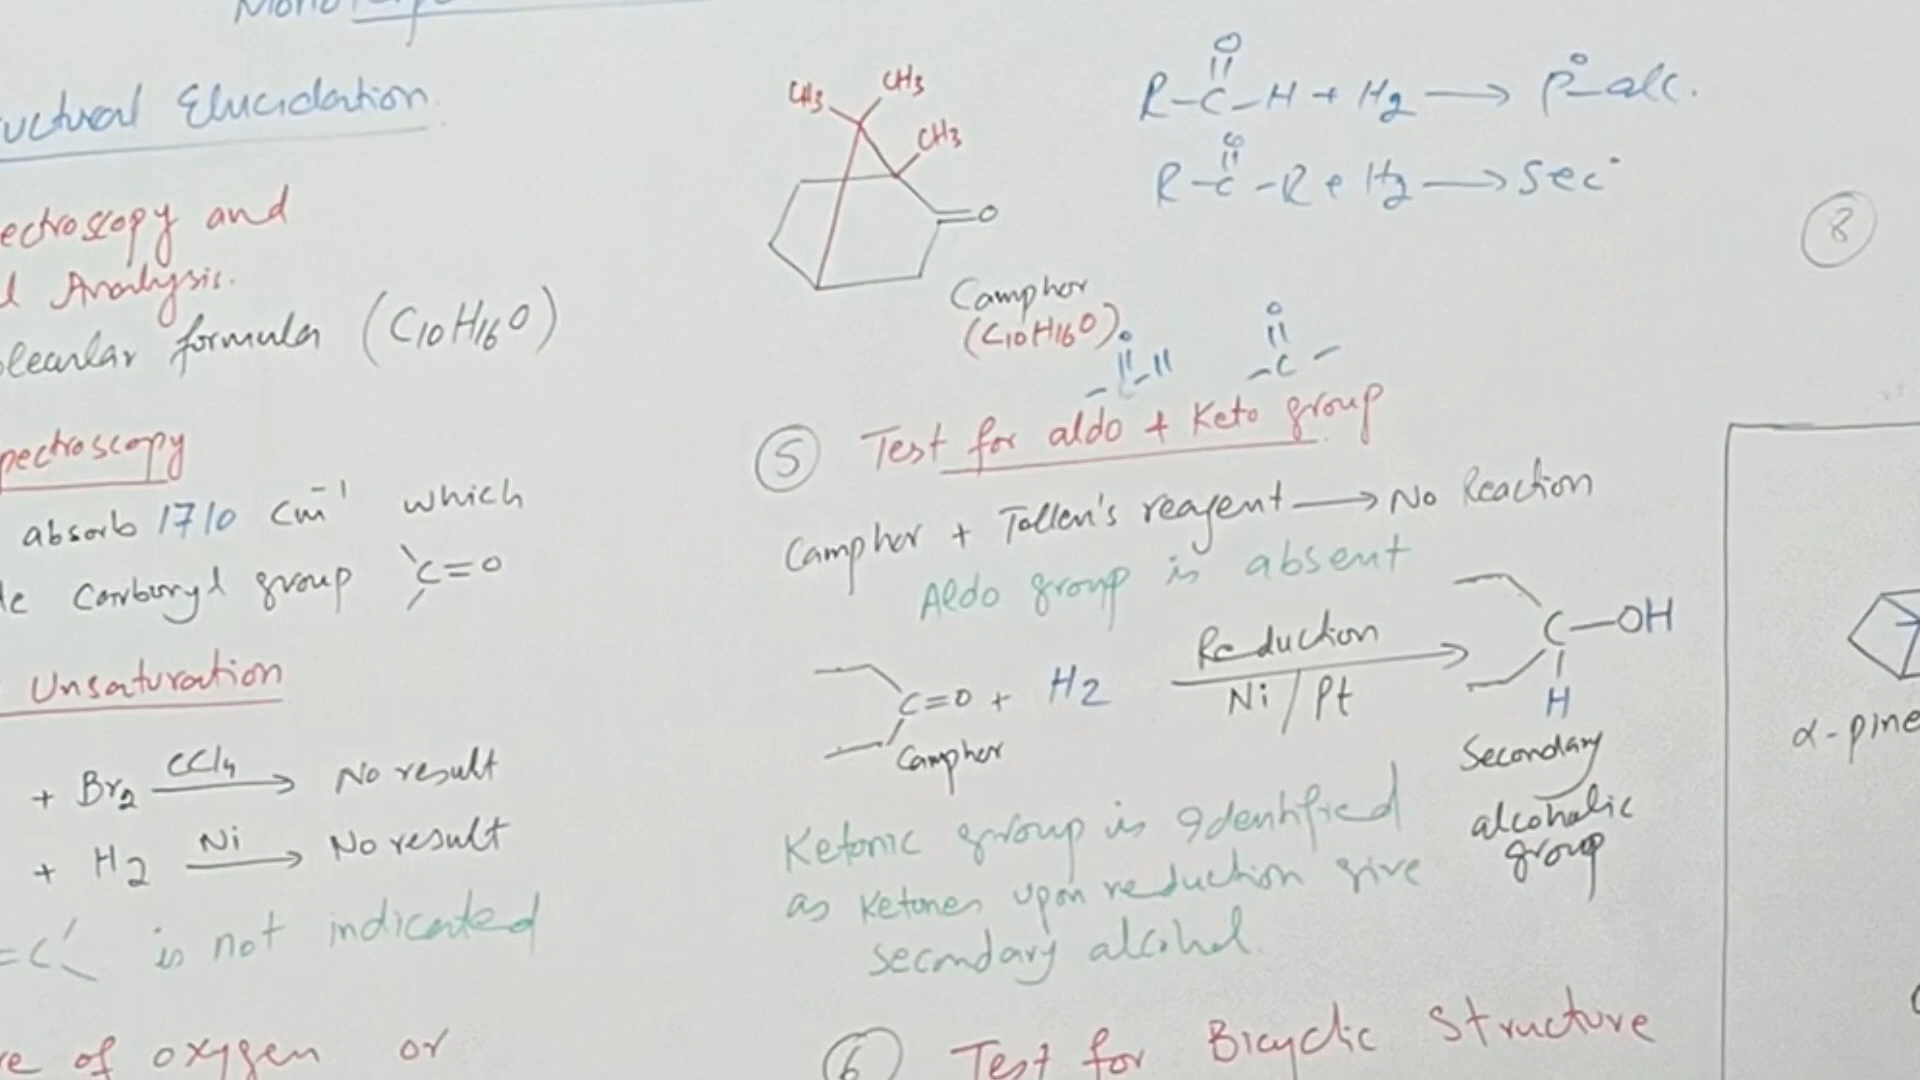 Structural Elucidation
ectroscopy and
l Analysis.
olecular formula (C10H16O)
pectroscopy
absorb 1710 cm⁻¹ which
le Carbonyl group C=O
Unsaturation
+ Br2 CCl4 → No result
+ H2 Ni → No result
=C is not indicated
re of oxygen or
CH3 CH3
CH3
=O
Camphor
(C10H16O).
O
R-C-H + H2 → P°-alc.
O
R-C-R + H2 → Sec·
O O
-C-H -C-
5 Test for aldo + Keto group
Camphor + Tollen's reagent → No Reaction
Aldo group is absent
C=O + H2 Reduction Ni/Pt → C-OH
H
Camphor
Secondary
alcoholic
group
Ketonic group is Identified
as Ketones upon reduction give
secondary alcohol.
6 Test for Bicyclic Structure
8
α-pine